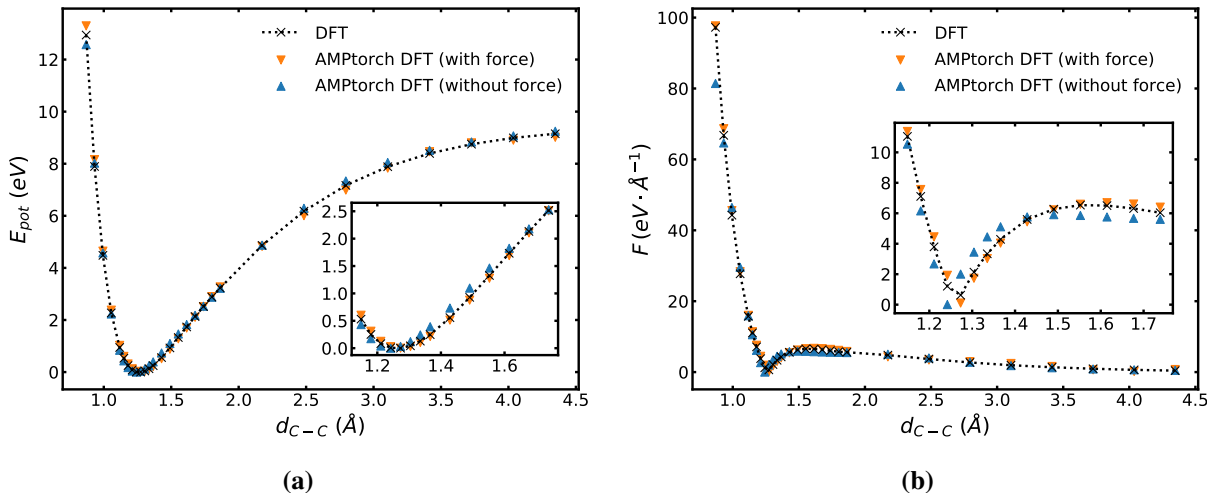 DFT
AMPtorch DFT (with force)
AMPtorch DFT (without force)
E_pot (eV)
12
10
8
6
4
2
0
2.5
2.0
1.5
1.0
0.5
0.0
1.2 1.4 1.6
1.0 1.5 2.0 2.5 3.0 3.5 4.0 4.5
d_C−C (Å)
(a)
DFT
AMPtorch DFT (with force)
AMPtorch DFT (without force)
F (eV · Å⁻¹)
100
80
60
40
20
0
10
8
6
4
2
0
1.2 1.3 1.4 1.5 1.6 1.7
1.0 1.5 2.0 2.5 3.0 3.5 4.0 4.5
d_C−C (Å)
(b)